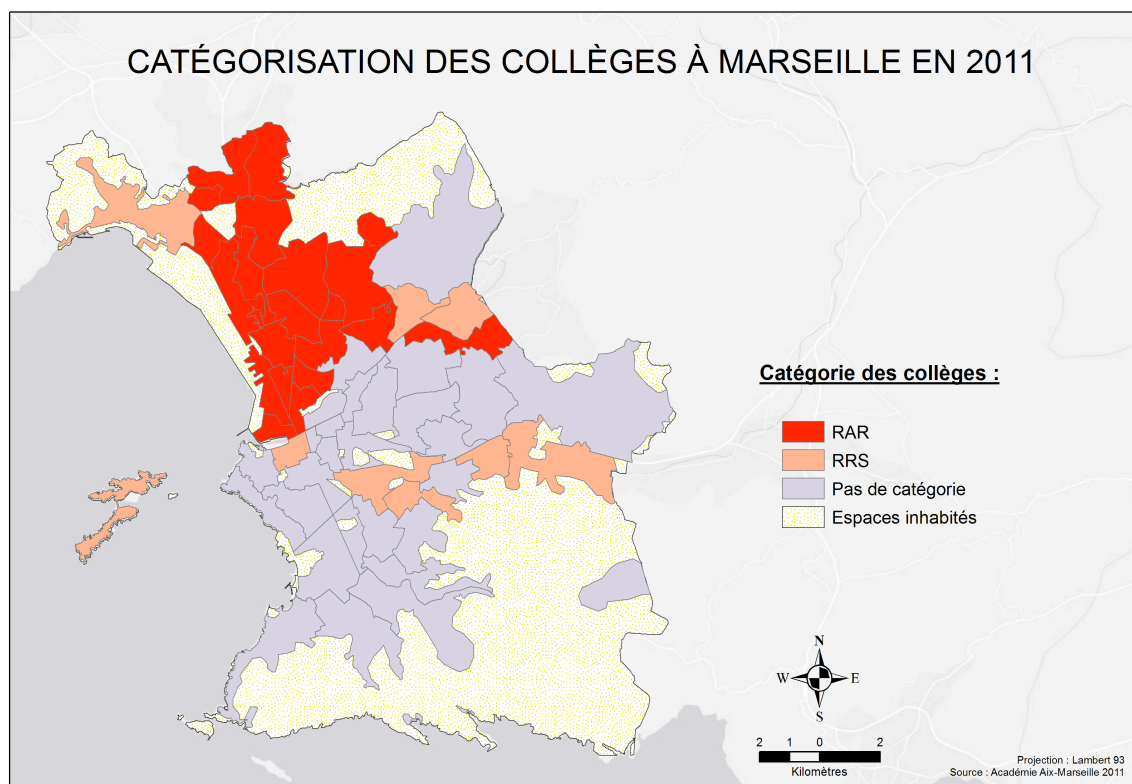 CATÉGORISATION DES COLLÈGES À MARSEILLE EN 2011
Catégorie des collèges :
RAR
RRS
Pas de catégorie
Espaces inhabités
N
W E
S
2 1 0 2
Kilomètres
Projection : Lambert 93
Source : Académie Aix-Marseille 2011